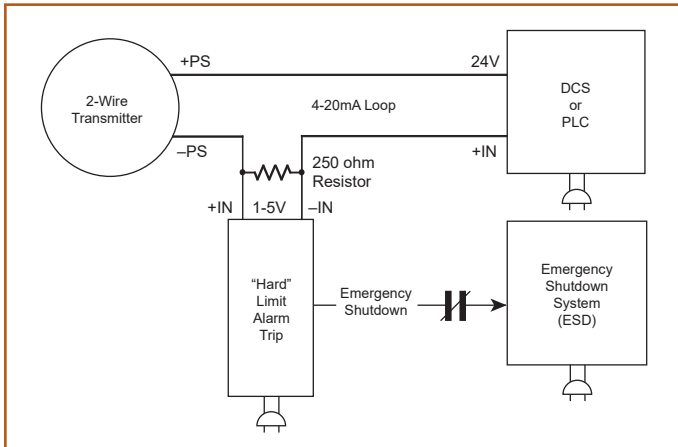 +PS
24V
2-Wire
Transmitter
4-20mA Loop
DCS
or
PLC
–PS
+IN
250 ohm
Resistor
+IN
1-5V
–IN
“Hard”
Limit
Alarm
Trip
Emergency
Shutdown
Emergency
Shutdown
System
(ESD)